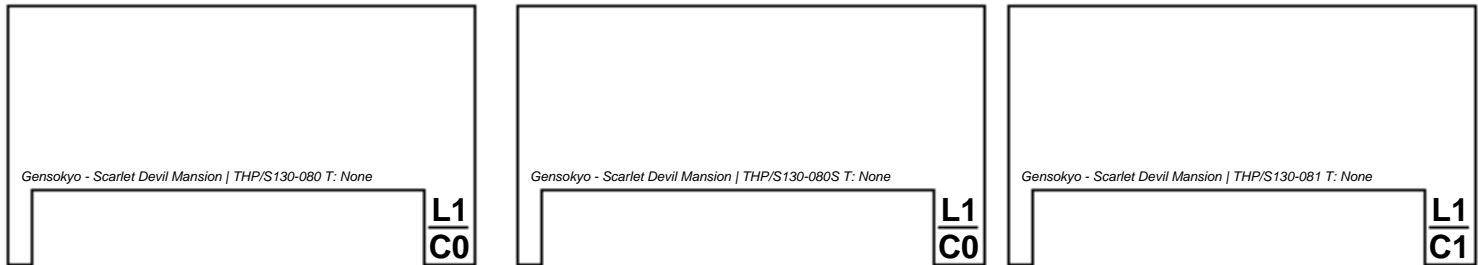 Gensokyo - Scarlet Devil Mansion | THP/S130-080 T: None
L1
C0
Gensokyo - Scarlet Devil Mansion | THP/S130-080S T: None
L1
C0
Gensokyo - Scarlet Devil Mansion | THP/S130-081 T: None
L1
C1